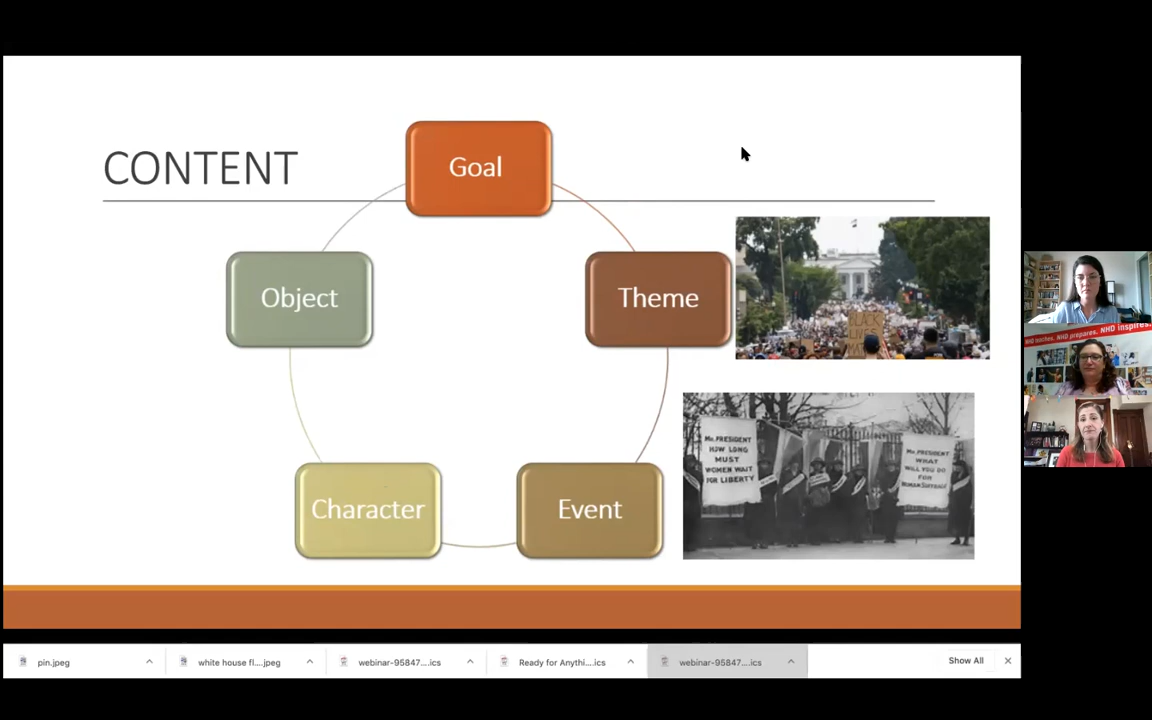 CONTENT
Goal
Object
Theme
Character
Event
BLACK
LIVES
MR. PRESIDENT
HOW LONG
MUST
WOMEN WAIT
FOR LIBERTY
MR. PRESIDENT
WHAT
WILL YOU DO
FOR
WOMAN SUFFRAGE
NHD teaches. NHD prepares. NHD inspires.
pin.jpeg
white house fl....jpeg
webinar-95847....ics
Ready for Anythi....ics
webinar-95847....ics
Show All